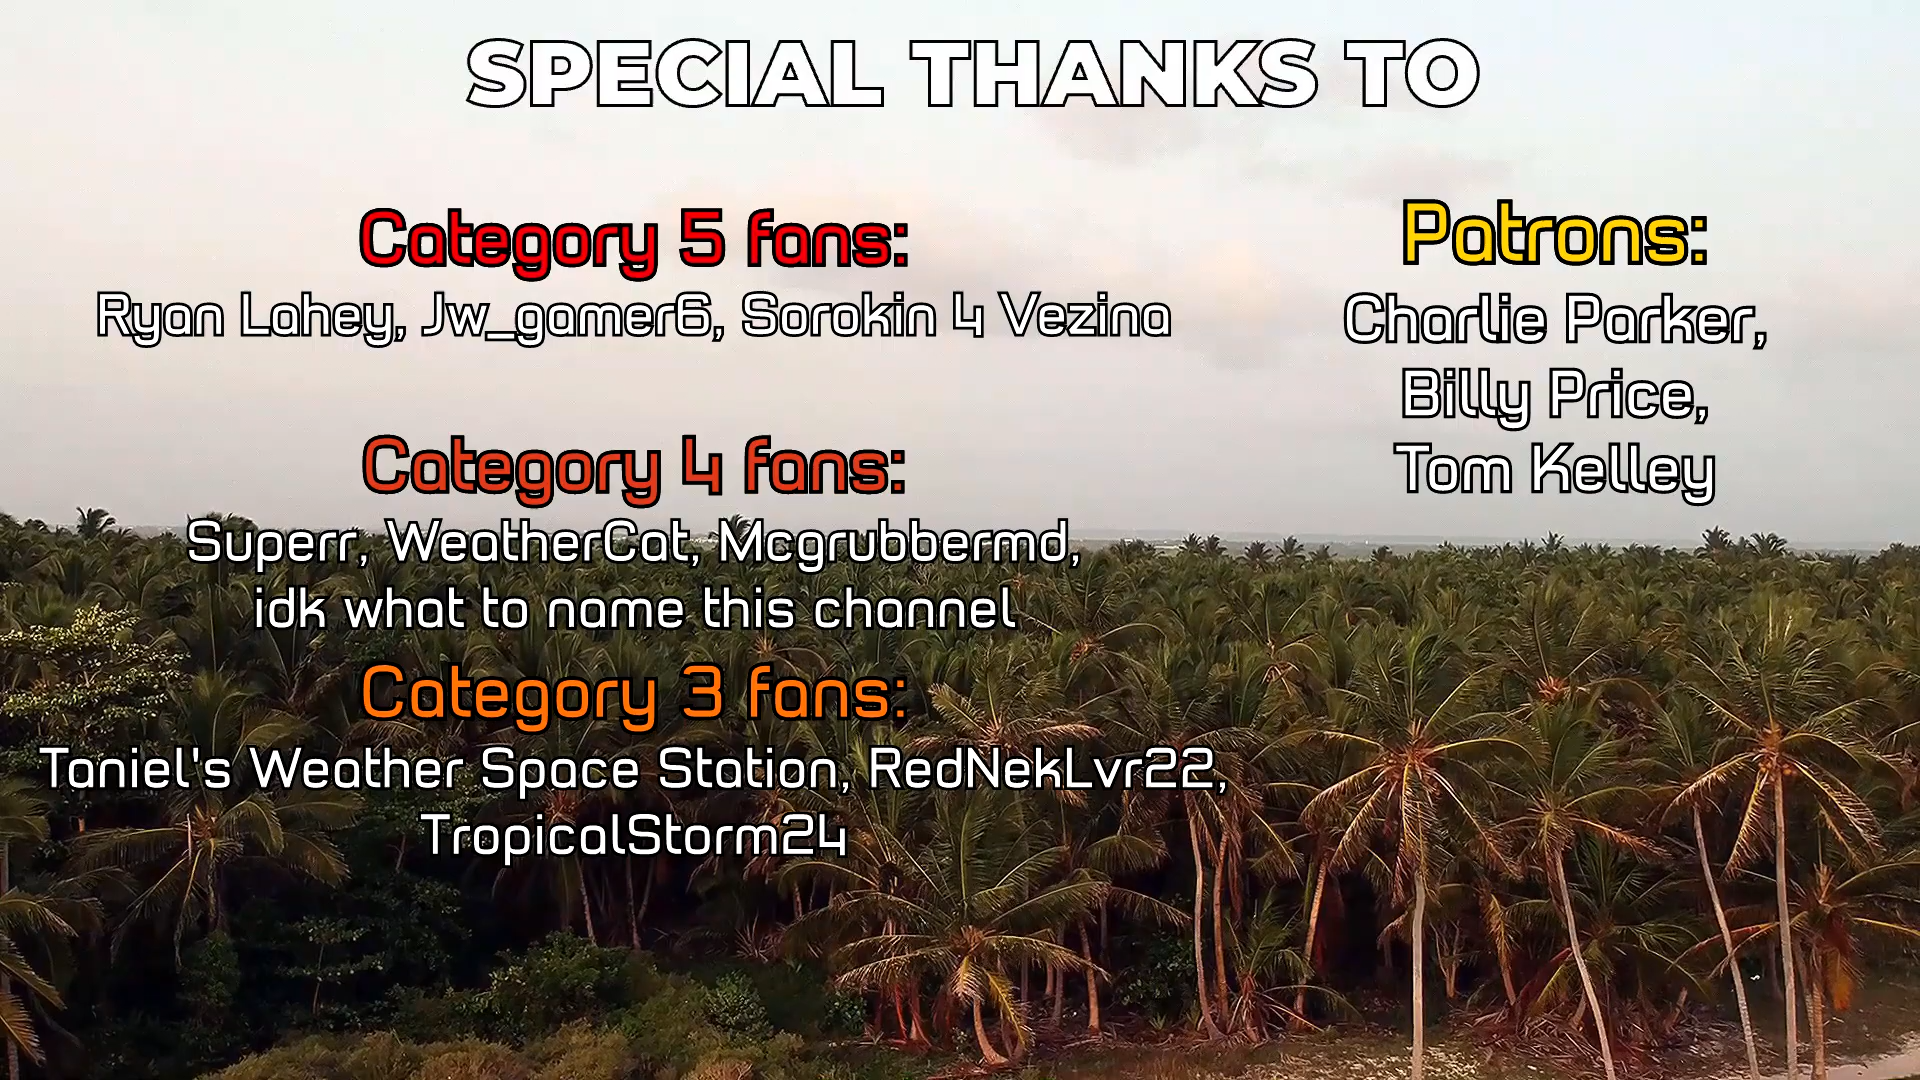 SPECIAL THANKS TO
Category 5 fans:
Ryan Lahey, Jw_gamer6, Sorokin 4 Vezina
Category 4 fans:
Superr, WeatherCat, Mcgrubbermd,
idk what to name this channel
Category 3 fans:
Taniel's Weather Space Station, RedNekLvr22,
TropicalStorm24
Patrons:
Charlie Parker,
Billy Price,
Tom Kelley